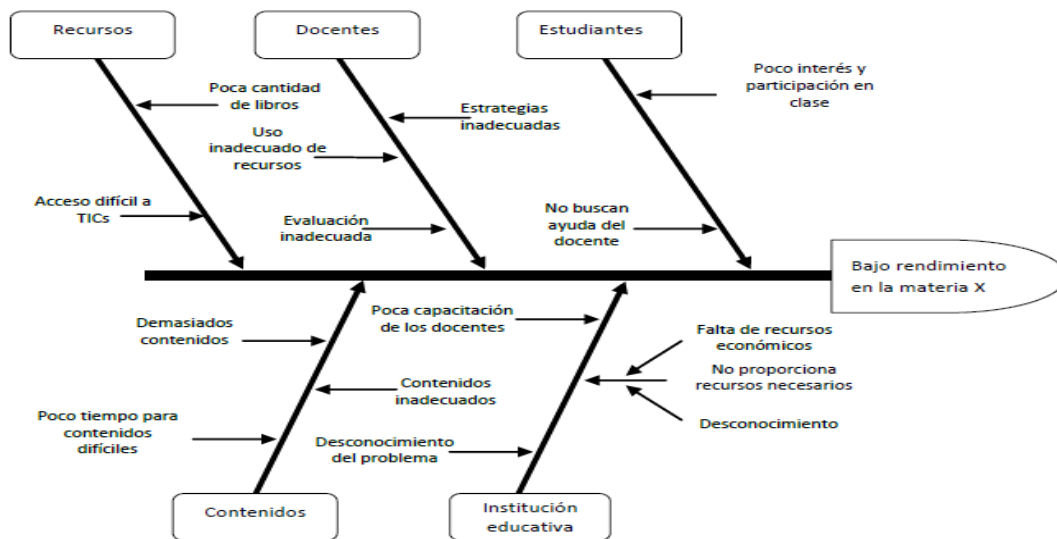 Recursos
Docentes
Estudiantes
Poca cantidad
de libros
Acceso difícil a
TICs
Estrategias
inadecuadas
Uso
inadecuado de
recursos
Evaluación
inadecuada
Poco interés y
participación en
clase
No buscan
ayuda del
docente
Bajo rendimiento
en la materia X
Demasiados
contenidos
Contenidos
inadecuados
Poco tiempo para
contenidos
difíciles
Poca capacitación
de los docentes
Falta de recursos
económicos
No proporciona
recursos necesarios
Desconocimiento
Desconocimiento
del problema
Contenidos
Institución
educativa